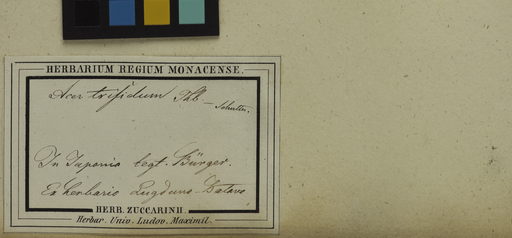 HERBARIUM REGIUM MONACENSE.
Acer trifidum Thb — Schultes.
In Japonia legt. Bürger.
Ex herbario Lugduno-Batavo
HERB. ZUCCARINII.
Herbar. Univ. Ludov. Maximil.